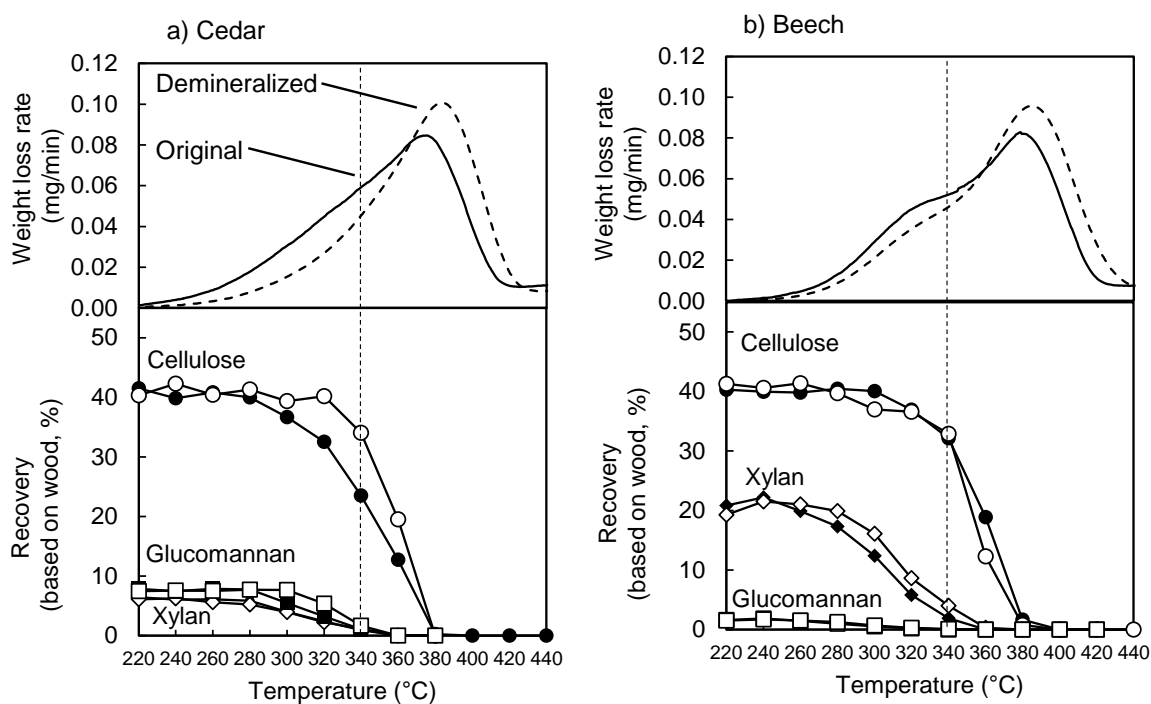 a) Cedar
0.12
0.10
0.08
0.06
0.04
0.02
0.00
Weight loss rate
(mg/min)
Demineralized
Original
50
40
30
20
10
0
Recovery
(based on wood, %)
Cellulose
Glucomannan
Xylan
220 240 260 280 300 320 340 360 380 400 420 440
Temperature (°C)
b) Beech
0.12
0.10
0.08
0.06
0.04
0.02
0.00
Weight loss rate
(mg/min)
50
40
30
20
10
0
Recovery
(based on wood, %)
Cellulose
Xylan
Glucomannan
220 240 260 280 300 320 340 360 380 400 420 440
Temperature (°C)